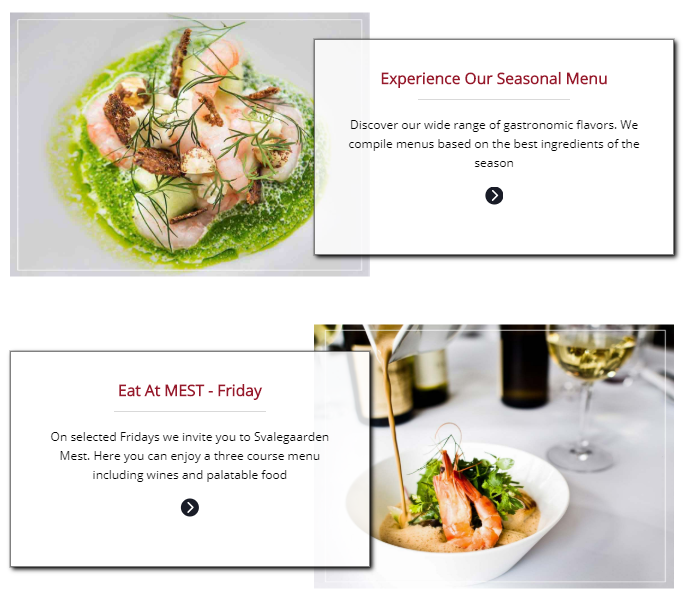 Experience Our Seasonal Menu
Discover our wide range of gastronomic flavors. We
compile menus based on the best ingredients of the
season
Eat At MEST - Friday
On selected Fridays we invite you to Svalegaarden
Mest. Here you can enjoy a three course menu
including wines and palatable food